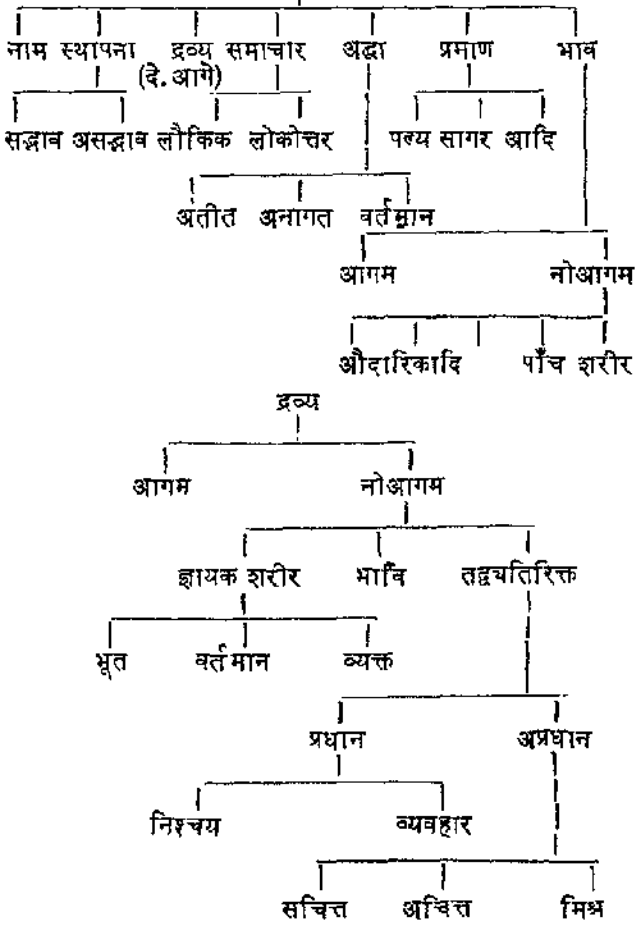 नाम स्थापना द्रव्य समाचार अद्धा प्रमाण भाव
(दे. आगे)
सद्भाव असद्भाव लौकिक लोकोत्तर पल्य सागर आदि
अतीत अनागत वर्तमान
आगम नोआगम
औदारिकादि पाँच शरीर
द्रव्य
आगम नोआगम
ज्ञायक शरीर भावि तद्व्यतिरिक्त
भूत वर्तमान व्यक्त
प्रधान अप्रधान
निश्चय व्यवहार
सचित्त अचित्त मिश्र